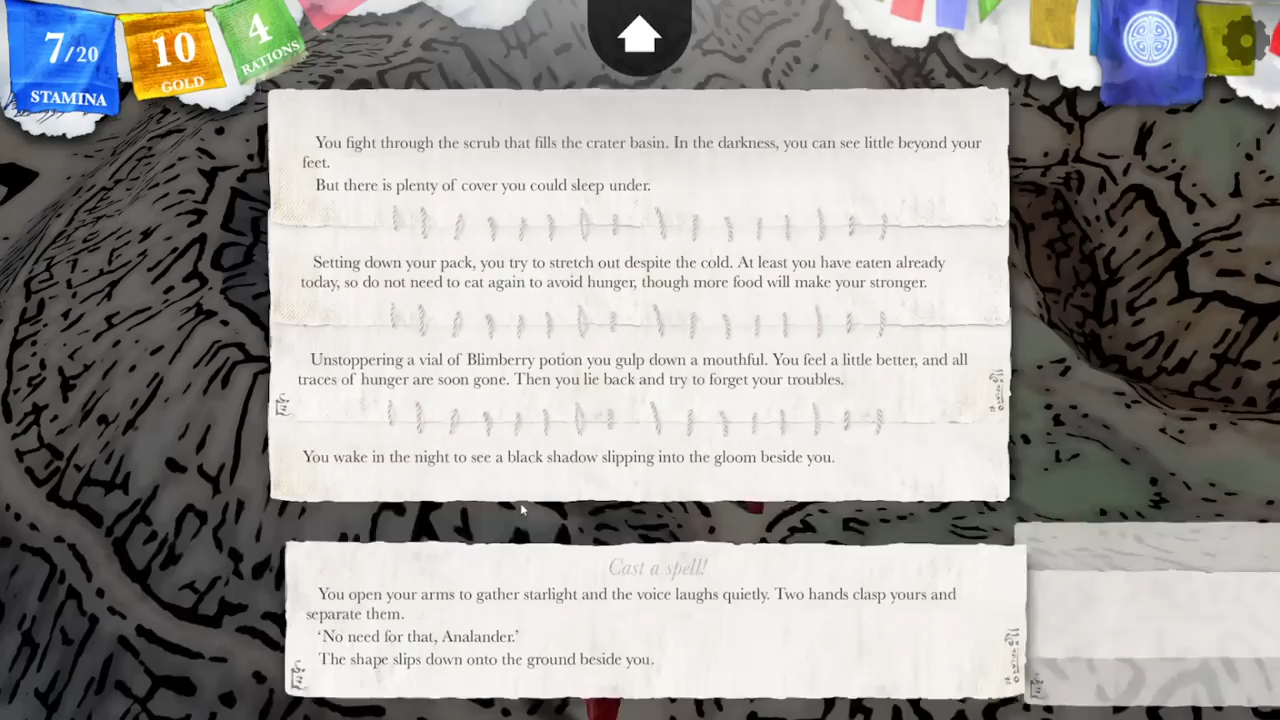 7/20
STAMINA
10
GOLD
4
RATIONS
You fight through the scrub that fills the crater basin. In the darkness, you can see little beyond your
feet.
But there is plenty of cover you could sleep under.
Setting down your pack, you try to stretch out despite the cold. At least you have eaten already
today, so do not need to eat again to avoid hunger, though more food will make your stronger.
Unstoppering a vial of Blimberry potion you gulp down a mouthful. You feel a little better, and all
traces of hunger are soon gone. Then you lie back and try to forget your troubles.
You wake in the night to see a black shadow slipping into the gloom beside you.
Cast a spell!
You open your arms to gather starlight and the voice laughs quietly. Two hands clasp yours and
separate them.
‘No need for that, Analander.’
The shape slips down onto the ground beside you.